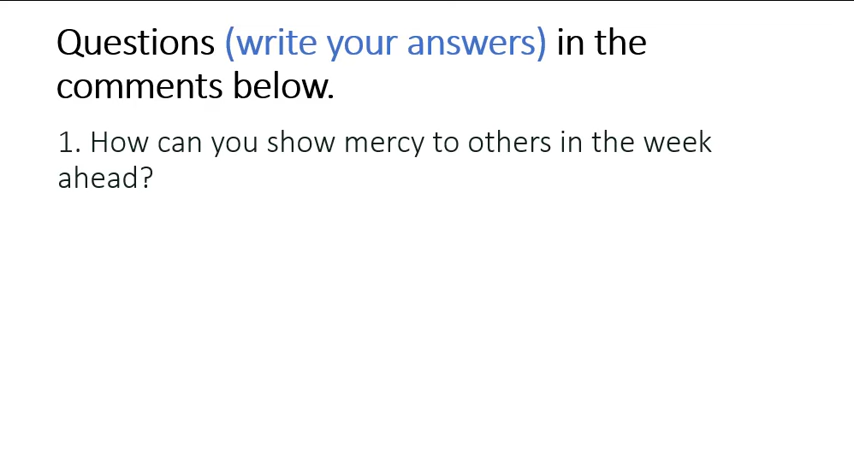 Questions (write your answers) in the
comments below.
1. How can you show mercy to others in the week
ahead?